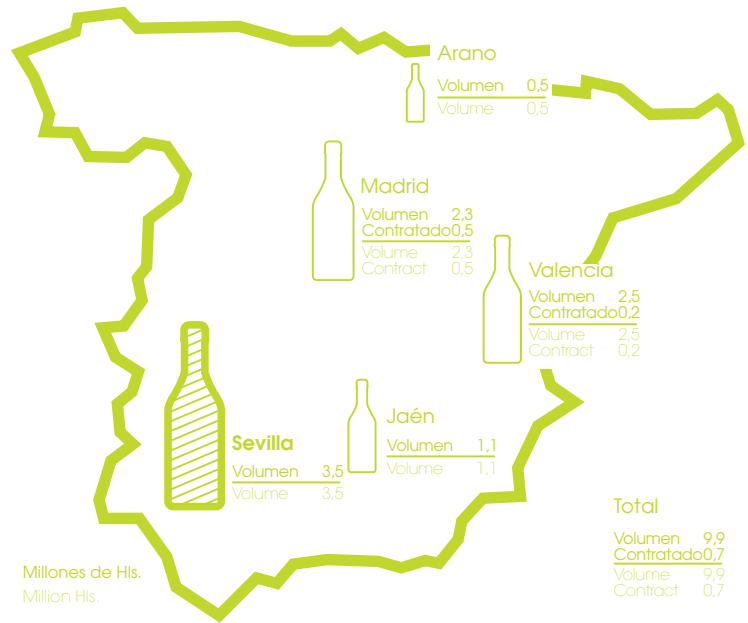 Arano
Volumen 0,5
Volume 0,5
Madrid
Volumen 2,3
Contratado 0,5
Volume 2,3
Contract 0,5
Valencia
Volumen 2,5
Contratado 0,2
Volume 2,5
Contract 0,2
Jaén
Volumen 1,1
Volume 1,1
Sevilla
Volumen 3,5
Volume 3,5
Total
Volumen 9,9
Contratado 0,7
Volume 9,9
Contract 0,7
Millones de Hls.
Million Hls.